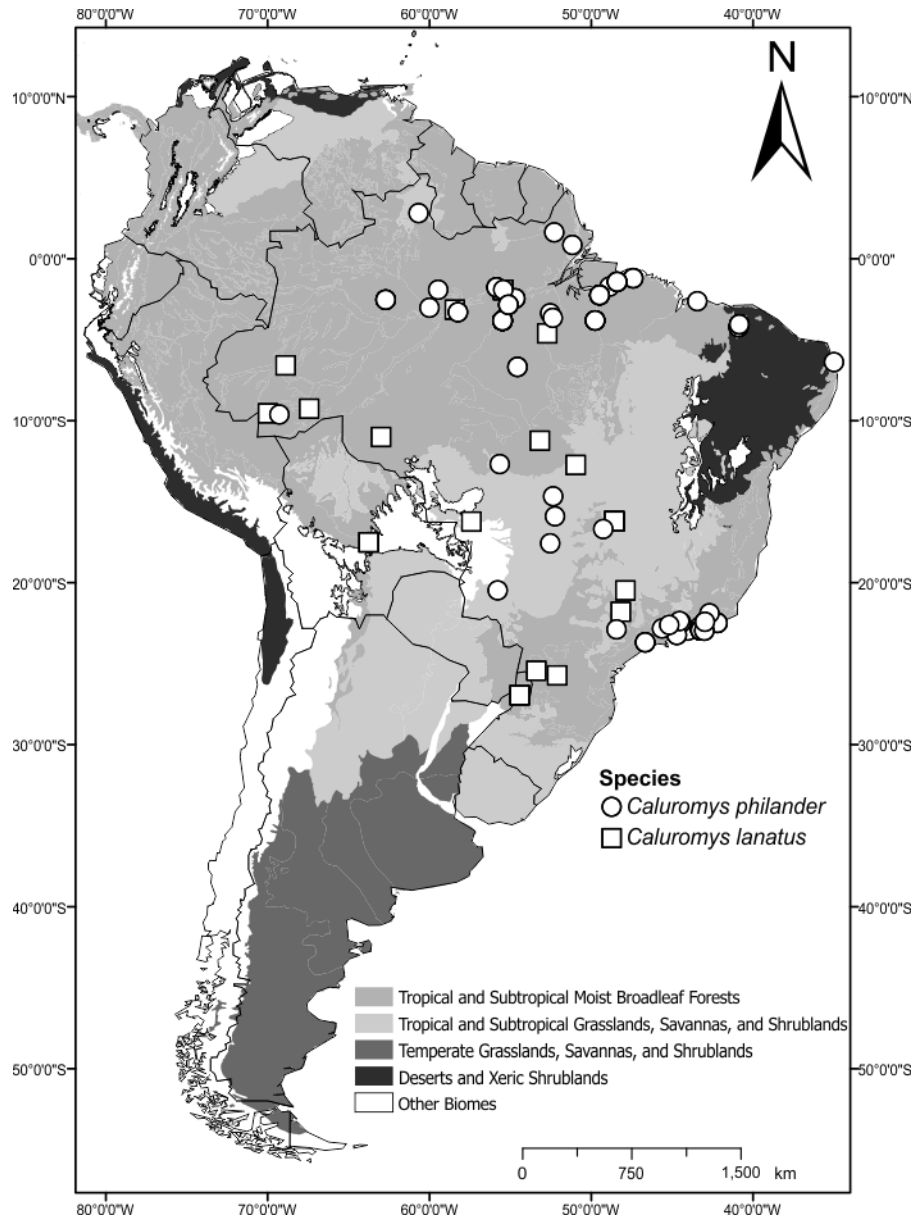 80°0'0"W 70°0'0"W 60°0'0"W 50°0'0"W 40°0'0"W
N
10°0'0"N 10°0'0"N
0°0'0" 0°0'0"
10°0'0"S 10°0'0"S
20°0'0"S 20°0'0"S
30°0'0"S 30°0'0"S
Species
Caluromys philander
Caluromys lanatus
40°0'0"S 40°0'0"S
Tropical and Subtropical Moist Broadleaf Forests
Tropical and Subtropical Grasslands, Savannas, and Shrublands
Temperate Grasslands, Savannas, and Shrublands
50°0'0"S 50°0'0"S
Deserts and Xeric Shrublands
Other Biomes
0 750 1,500 km
80°0'0"W 70°0'0"W 60°0'0"W 50°0'0"W 40°0'0"W